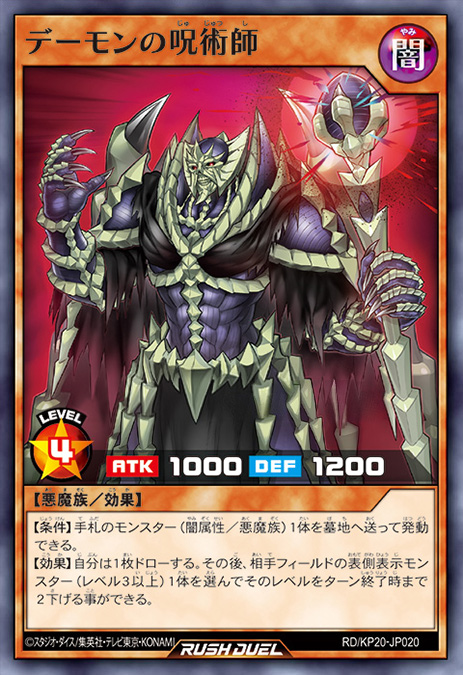 デーモンの呪術師
闇
LEVEL
4
ATK 1000 DEF 1200
【悪魔族／効果】
【条件】手札のモンスター（闇属性／悪魔族）1体を墓地へ送って発動
できる。
【効果】自分は1枚ドローする。その後、相手フィールドの表側表示モン
スター（レベル3以上）1体を選んでそのレベルをターン終了時まで
2下げる事ができる。
©スタジオ・ダイス/集英社・テレビ東京・KONAMI RUSH DUEL RD/KP20-JP020